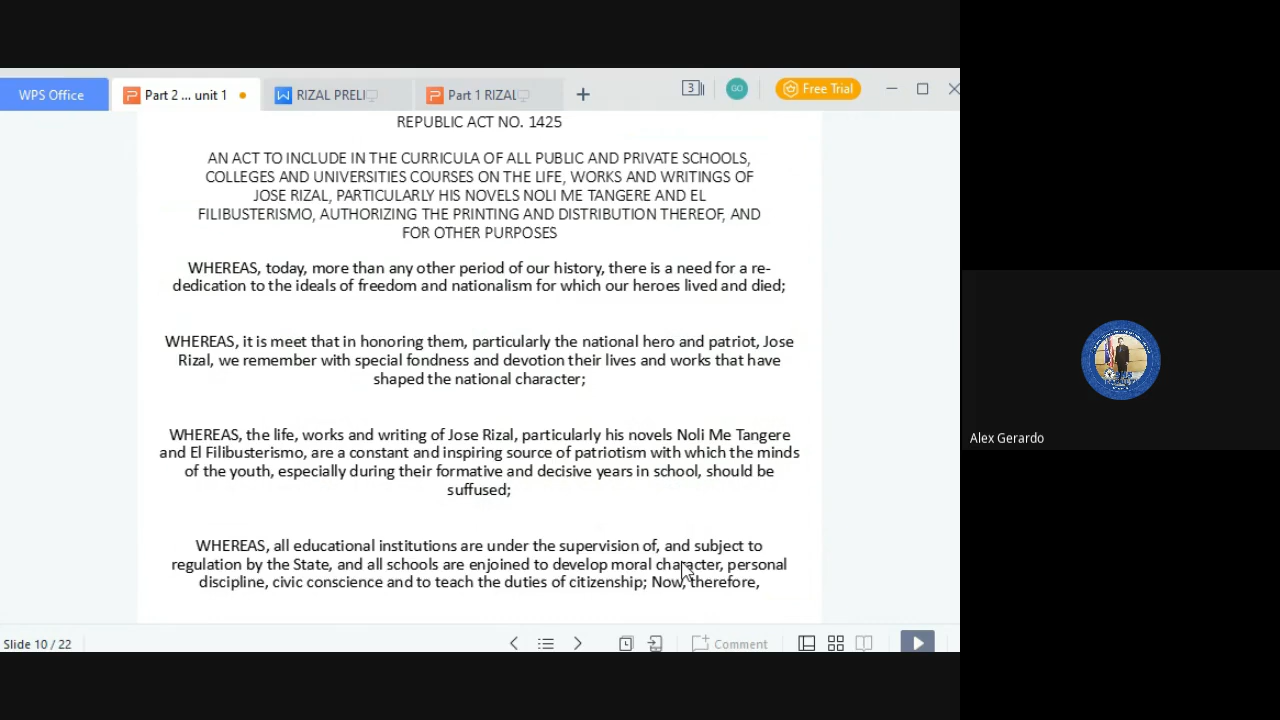 WPS Office
Part 2 ... unit 1
RIZAL PRELI
Part 1 RIZAL
3
GO
Free Trial
REPUBLIC ACT NO. 1425
AN ACT TO INCLUDE IN THE CURRICULA OF ALL PUBLIC AND PRIVATE SCHOOLS,
COLLEGES AND UNIVERSITIES COURSES ON THE LIFE, WORKS AND WRITINGS OF
JOSE RIZAL, PARTICULARLY HIS NOVELS NOLI ME TANGERE AND EL
FILIBUSTERISMO, AUTHORIZING THE PRINTING AND DISTRIBUTION THEREOF, AND
FOR OTHER PURPOSES
WHEREAS, today, more than any other period of our history, there is a need for a re-
dedication to the ideals of freedom and nationalism for which our heroes lived and died;
WHEREAS, it is meet that in honoring them, particularly the national hero and patriot, Jose
Rizal, we remember with special fondness and devotion their lives and works that have
shaped the national character;
WHEREAS, the life, works and writing of Jose Rizal, particularly his novels Noli Me Tangere
and El Filibusterismo, are a constant and inspiring source of patriotism with which the minds
of the youth, especially during their formative and decisive years in school, should be
suffused;
WHEREAS, all educational institutions are under the supervision of, and subject to
regulation by the State, and all schools are enjoined to develop moral character, personal
discipline, civic conscience and to teach the duties of citizenship; Now, therefore,
Slide 10 / 22
Comment
Alex Gerardo